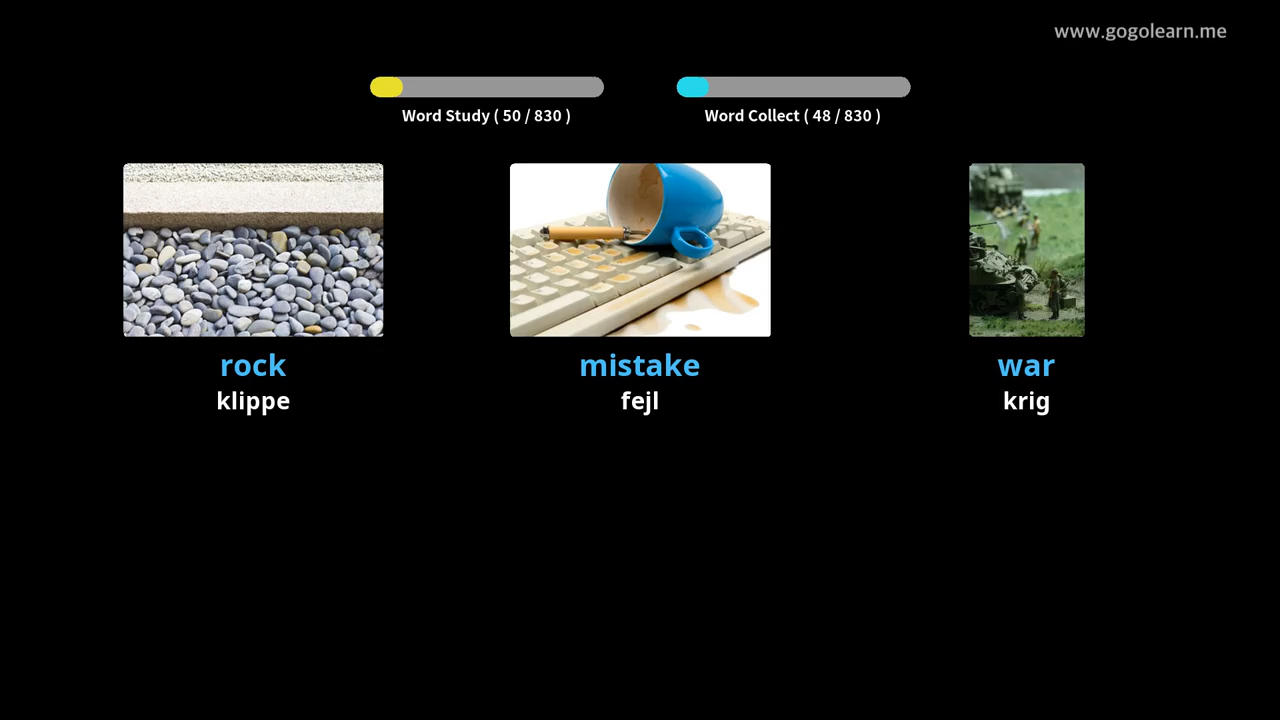 www.gogolearn.me
Word Study ( 50 / 830 )
Word Collect ( 48 / 830 )
rock
klippe
mistake
fejl
war
krig